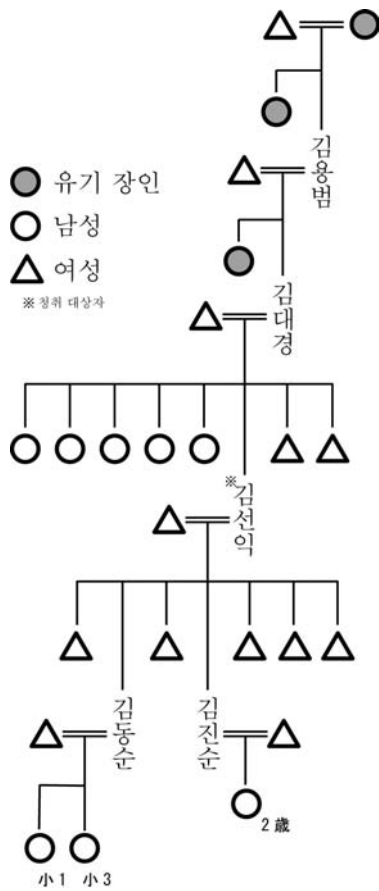 김용범
유기 장인
남성
여성
※ 청취 대상자
김대경
※김선익
김동순
김진순
2歲
小1
小3